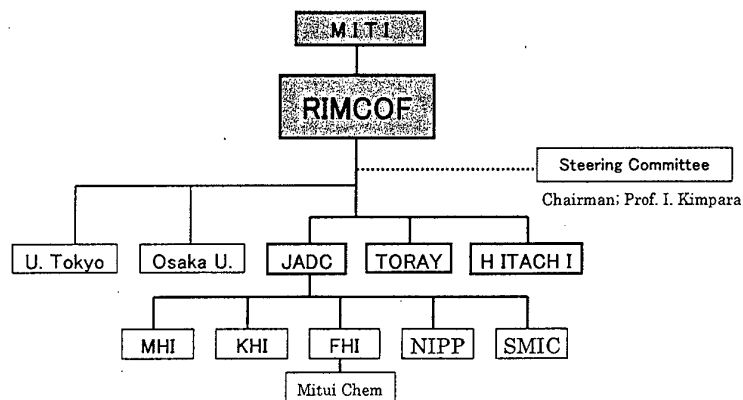 MITI
RIMCOF
Steering Committee
Chairman; Prof. I. Kimpara
U. Tokyo
Osaka U.
JADC
TORAY
HITACHI
MHI
KHI
FHI
NIPP
SMIC
Mitui Chem